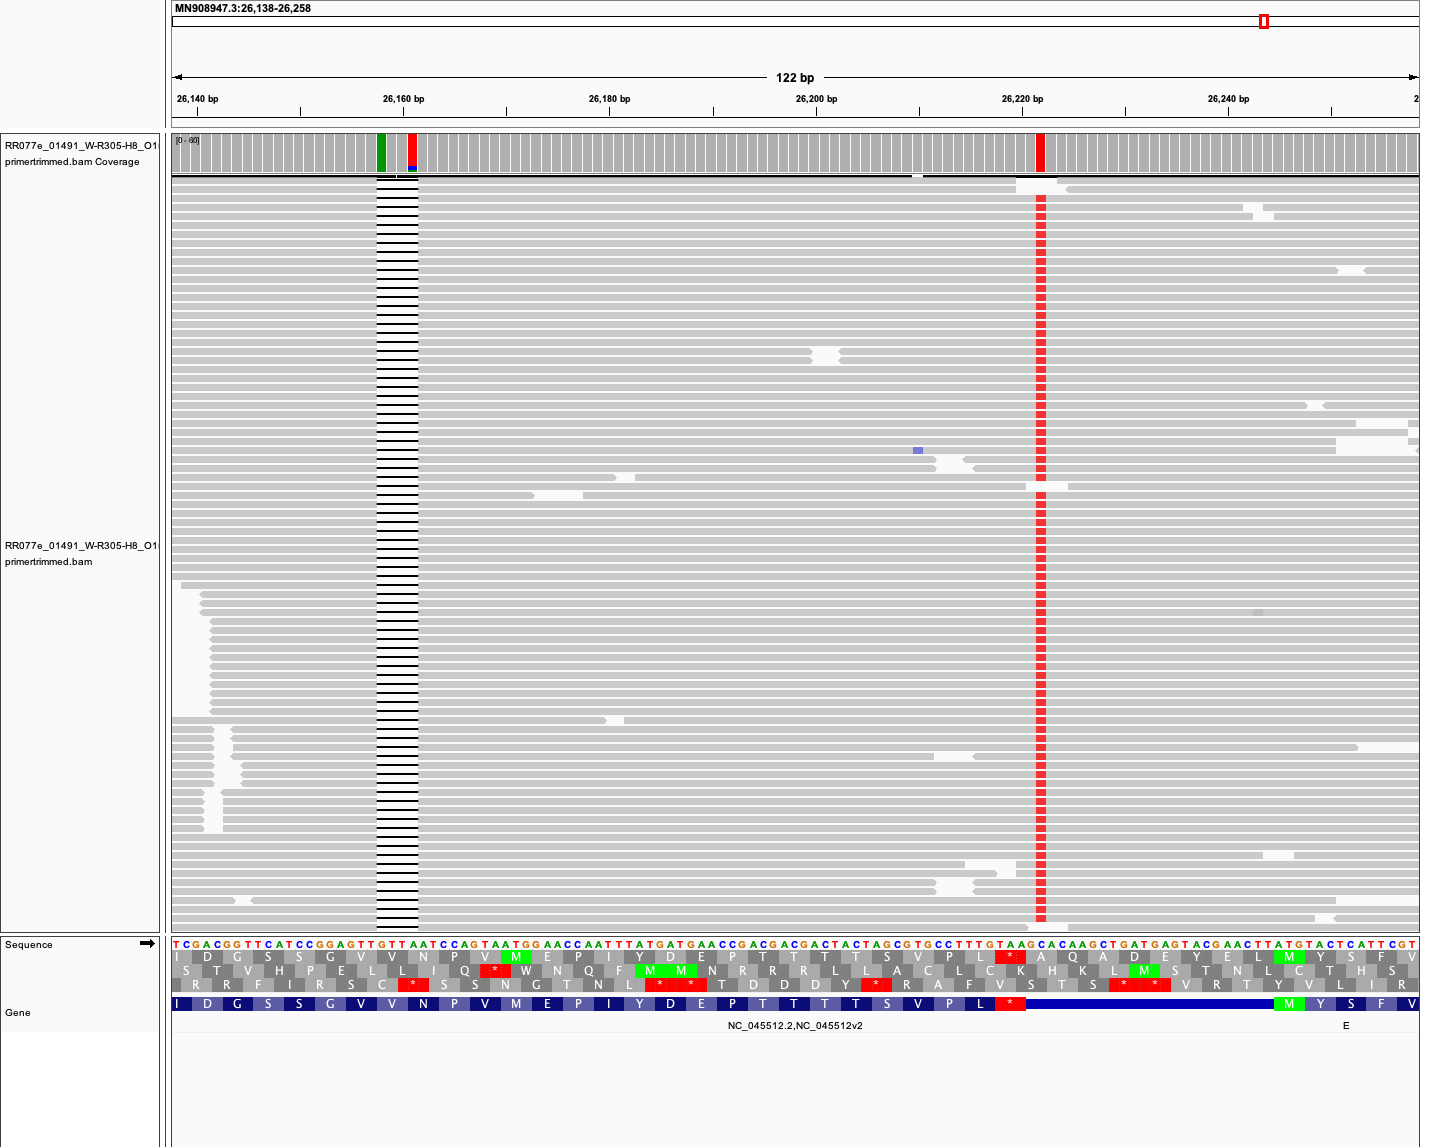 MN908947.3:26,138-26,258
122 bp
26,140 bp 26,160 bp 26,180 bp 26,200 bp 26,220 bp 26,240 bp 2
[0 - 60]
RR077e_01491_W-R305-H8_O1
primertrimmed.bam Coverage
RR077e_01491_W-R305-H8_O1
primertrimmed.bam
Sequence
TCGACGGTTCATCCGGAGTTGTTAATCCAGTAATGGAACCAATTTATGATGAACCGACGACGACTACTAGCGTGCCTTTGTAAGCACAAGCTGATGAGTACGAACTTATGTACTCATTCGT
I D G S S G V V N P V M E P I Y D E P T T T T S V P L * A Q A D E Y E L M Y S F V
S T V H P E L L I Q * W N Q F M M N R R R L L A C L C K H K L M S T N L C T H S
R R F I R S C * S S N G T N L * * T D D D Y * R A F V S T S * * V R T Y V L I R
Gene
I D G S S G V V N P V M E P I Y D E P T T T T S V P L * M Y S F V
NC_045512.2,NC_045512v2 E